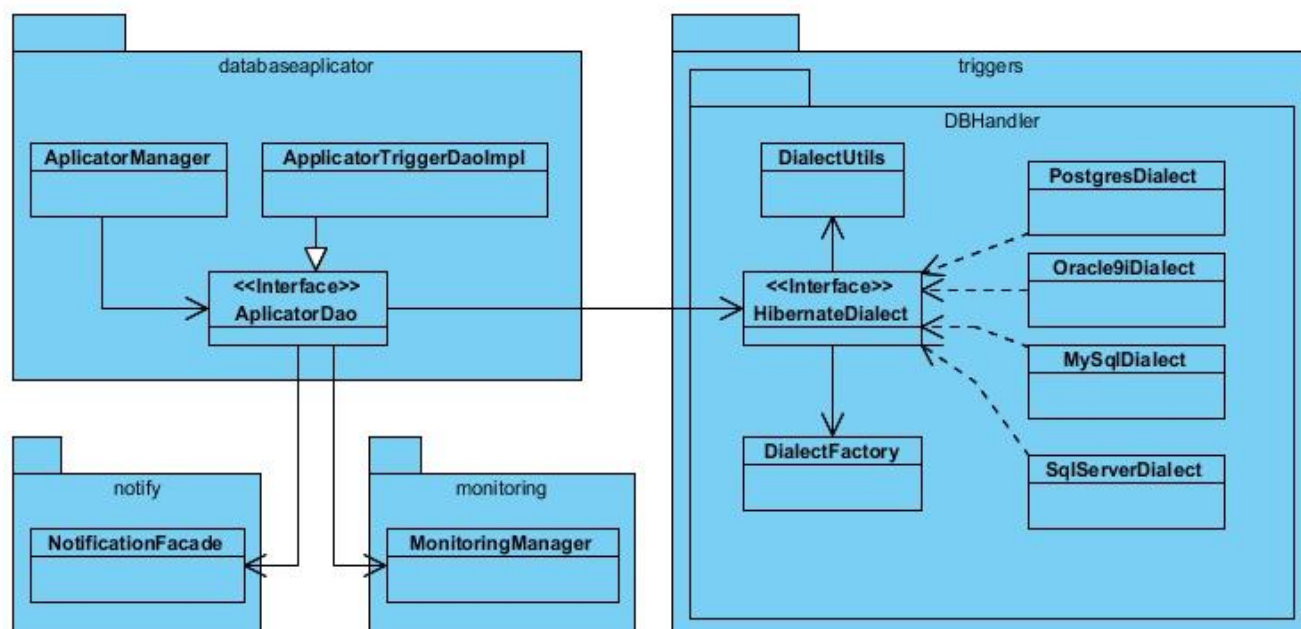 databaseaplicator
AplicatorManager
ApplicatorTriggerDaoImpl
<<Interface>>
AplicatorDao
notify
NotificationFacade
monitoring
MonitoringManager
triggers
DBHandler
DialectUtils
PostgresDialect
<<Interface>>
HibernateDialect
Oracle9iDialect
MySqlDialect
DialectFactory
SqlServerDialect